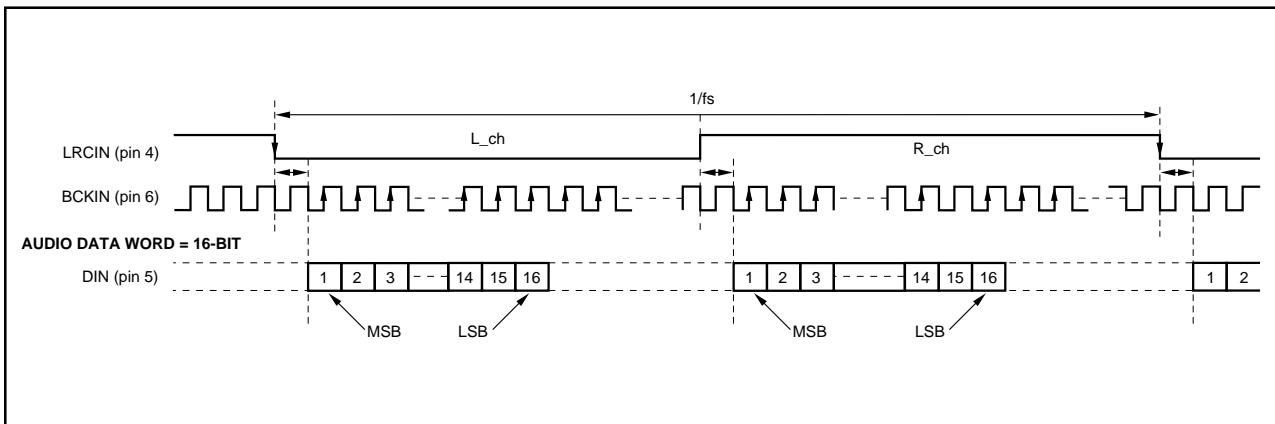 1/fs
L_ch
R_ch
LRCIN (pin 4)
BCKIN (pin 6)
AUDIO DATA WORD = 16-BIT
DIN (pin 5)
1 2 3 14 15 16 1 2 3 14 15 16 1 2
MSB LSB MSB LSB